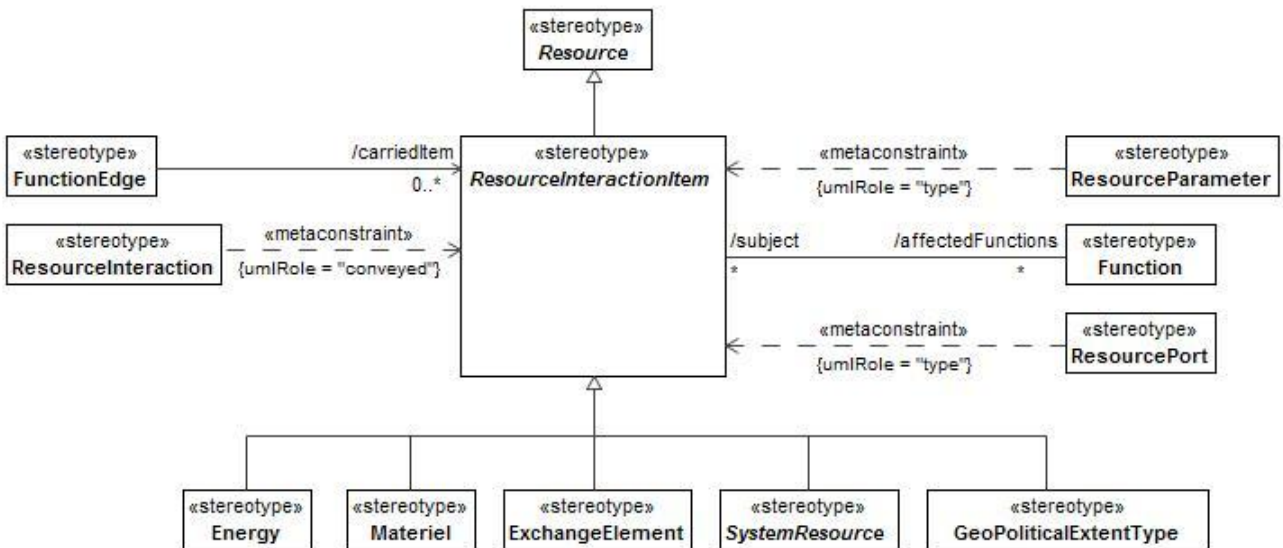 «stereotype»
Resource
«stereotype»
FunctionEdge
/carriedItem
0..*
«stereotype»
ResourceInteractionItem
«metaconstraint»
{umlRole = "type"}
«stereotype»
ResourceParameter
«stereotype»
ResourceInteraction
«metaconstraint»
{umlRole = "conveyed"}
/subject
*
/affectedFunctions
*
«stereotype»
Function
«metaconstraint»
{umlRole = "type"}
«stereotype»
ResourcePort
«stereotype»
Energy
«stereotype»
Materiel
«stereotype»
ExchangeElement
«stereotype»
SystemResource
«stereotype»
GeoPoliticalExtentType